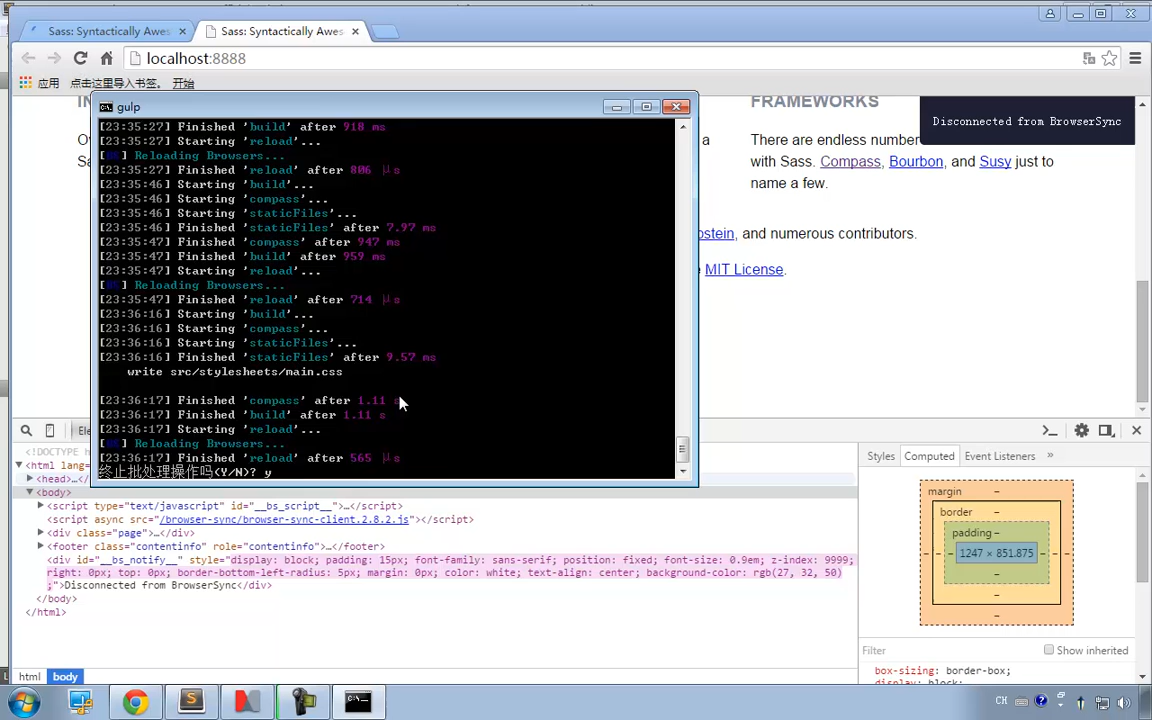 Sass: Syntactically Awes
Sass: Syntactically Awes
localhost:8888
应用 点击这里导入书签。 开始
FRAMEWORKS
There are endless number
with Sass. Compass, Bourbon, and Susy just to
name a few.
Disconnected from BrowserSync
pstein, and numerous contributors.
MIT License.
gulp
[23:35:27] Finished 'build' after 918 ms
[23:35:27] Starting 'reload'...
[BS] Reloading Browsers...
[23:35:27] Finished 'reload' after 806 μs
[23:35:46] Starting 'build'...
[23:35:46] Starting 'compass'...
[23:35:46] Starting 'staticFiles'...
[23:35:46] Finished 'staticFiles' after 7.97 ms
[23:35:47] Finished 'compass' after 947 ms
[23:35:47] Finished 'build' after 959 ms
[23:35:47] Starting 'reload'...
[BS] Reloading Browsers...
[23:35:47] Finished 'reload' after 714 μs
[23:36:16] Starting 'build'...
[23:36:16] Starting 'compass'...
[23:36:16] Starting 'staticFiles'...
[23:36:16] Finished 'staticFiles' after 9.57 ms
write src/stylesheets/main.css
[23:36:17] Finished 'compass' after 1.11 s
[23:36:17] Finished 'build' after 1.11 s
[23:36:17] Starting 'reload'...
[BS] Reloading Browsers...
[23:36:17] Finished 'reload' after 565 μs
终止批处理操作吗(Y/N)? y
Ele
<!DOCTYPE h
<html lang=
<head>…</
<body>
<script type="text/javascript" id="__bs_script__">…</script>
<script async src="/browser-sync/browser-sync-client.2.8.2.js"></script>
<div class="page">…</div>
<footer class="contentinfo" role="contentinfo">…</footer>
<div id="__bs_notify__" style="display: block; padding: 15px; font-family: sans-serif; position: fixed; font-size: 0.9em; z-index: 9999;
right: 0px; top: 0px; border-bottom-left-radius: 5px; margin: 0px; color: white; text-align: center; background-color: rgb(27, 32, 50)
;">Disconnected from BrowserSync</div>
</body>
</html>
html body
Styles Computed Event Listeners »
margin –
border –
padding –
– – – 1247 × 851.875 – – –
–
–
–
Filter Show inherited
box-sizing: border-box;
display: block;
CH